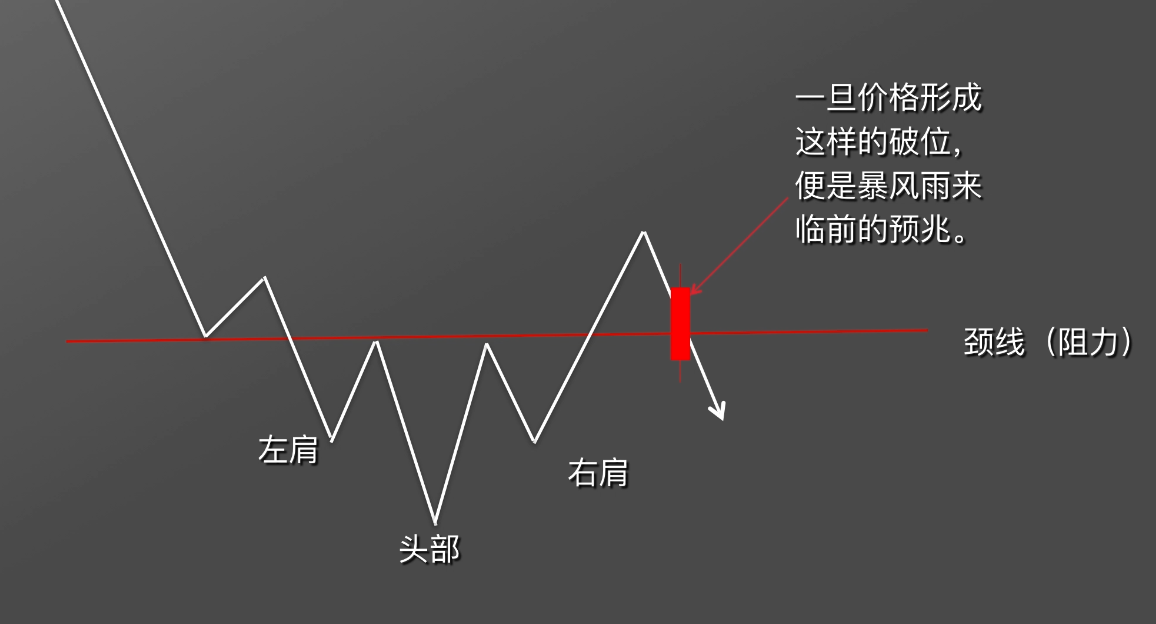 一旦价格形成
这样的破位，
便是暴风雨来
临前的预兆。
颈线（阻力）
左肩
右肩
头部